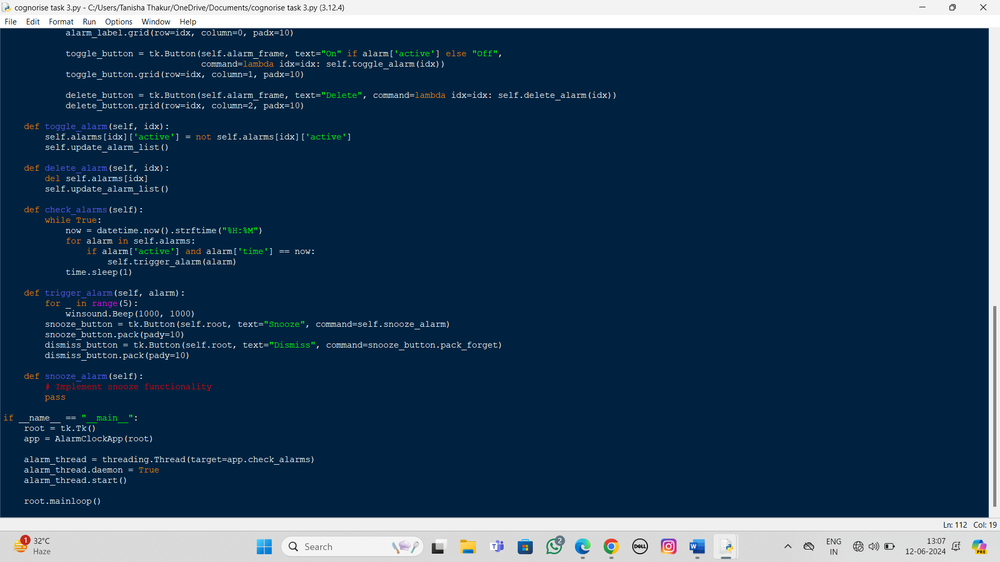 cognorise task 3.py - C:/Users/Tanisha Thakur/OneDrive/Documents/cognorise task 3.py (3.12.4)
File Edit Format Run Options Window Help
            alarm_label.grid(row=idx, column=0, padx=10)

            toggle_button = tk.Button(self.alarm_frame, text="On" if alarm['active'] else "Off",
                                      command=lambda idx=idx: self.toggle_alarm(idx))
            toggle_button.grid(row=idx, column=1, padx=10)

            delete_button = tk.Button(self.alarm_frame, text="Delete", command=lambda idx=idx: self.delete_alarm(idx))
            delete_button.grid(row=idx, column=2, padx=10)

    def toggle_alarm(self, idx):
        self.alarms[idx]['active'] = not self.alarms[idx]['active']
        self.update_alarm_list()

    def delete_alarm(self, idx):
        del self.alarms[idx]
        self.update_alarm_list()

    def check_alarms(self):
        while True:
            now = datetime.now().strftime("%H:%M")
            for alarm in self.alarms:
                if alarm['active'] and alarm['time'] == now:
                    self.trigger_alarm(alarm)
            time.sleep(1)

    def trigger_alarm(self, alarm):
        for _ in range(5):
            winsound.Beep(1000, 1000)
        snooze_button = tk.Button(self.root, text="Snooze", command=self.snooze_alarm)
        snooze_button.pack(pady=10)
        dismiss_button = tk.Button(self.root, text="Dismiss", command=snooze_button.pack_forget)
        dismiss_button.pack(pady=10)

    def snooze_alarm(self):
        # Implement snooze functionality
        pass

if __name__ == "__main__":
    root = tk.Tk()
    app = AlarmClockApp(root)

    alarm_thread = threading.Thread(target=app.check_alarms)
    alarm_thread.daemon = True
    alarm_thread.start()

    root.mainloop()
Ln: 112 Col: 19
1
32°C
Haze
Search
2
DELL
ENG
IN
13:07
12-06-2024
PRE